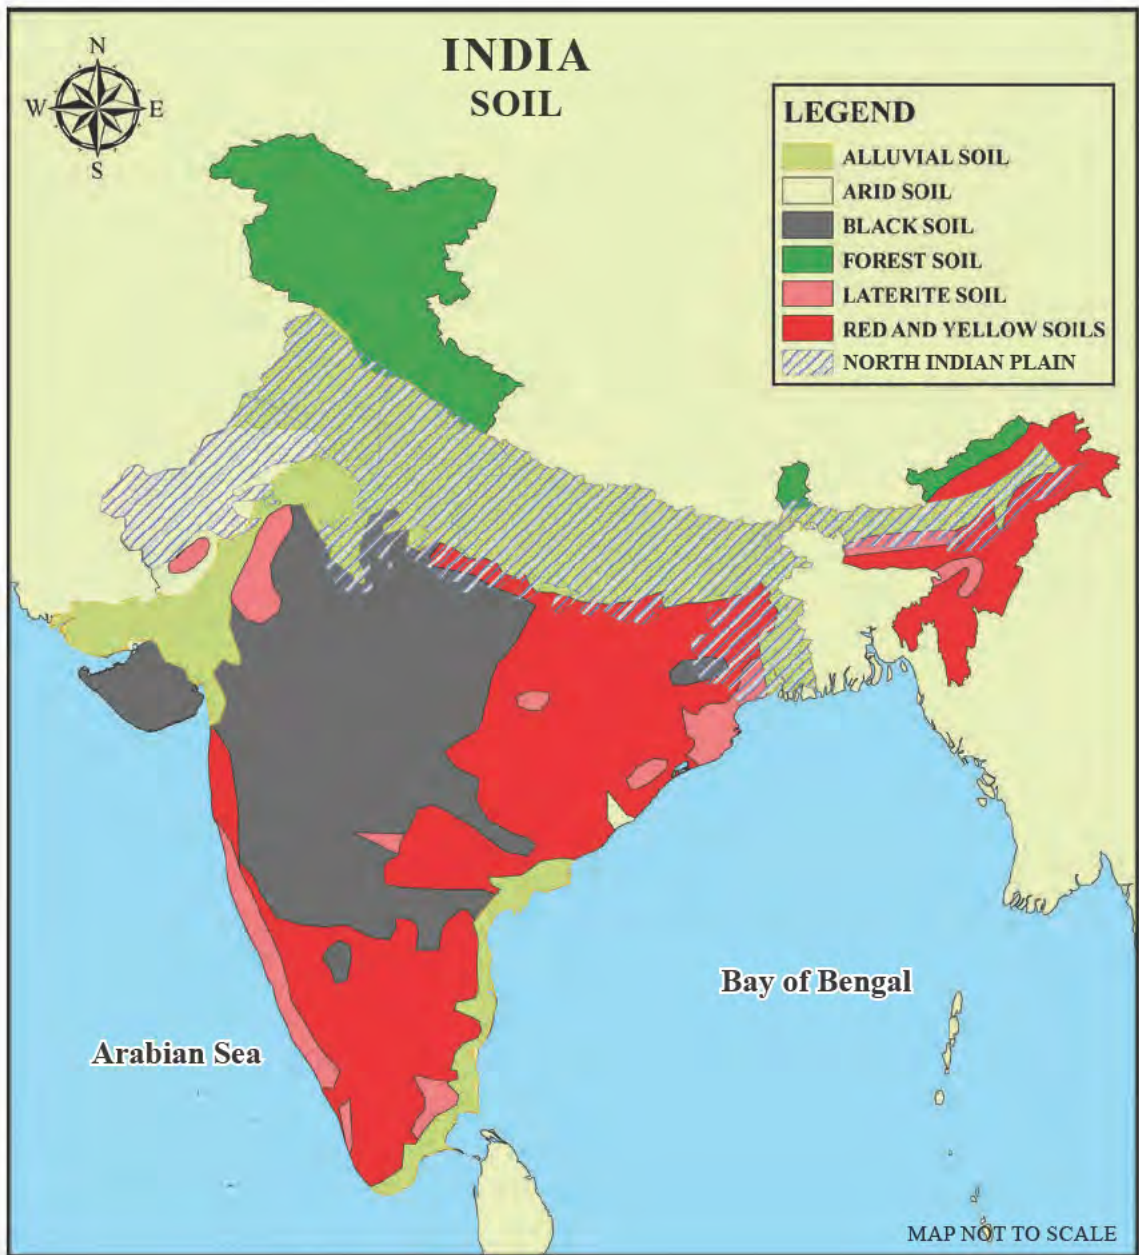 INDIA
SOIL
N
W E
S
LEGEND
ALLUVIAL SOIL
ARID SOIL
BLACK SOIL
FOREST SOIL
LATERITE SOIL
RED AND YELLOW SOILS
NORTH INDIAN PLAIN
Bay of Bengal
Arabian Sea
MAP NOT TO SCALE